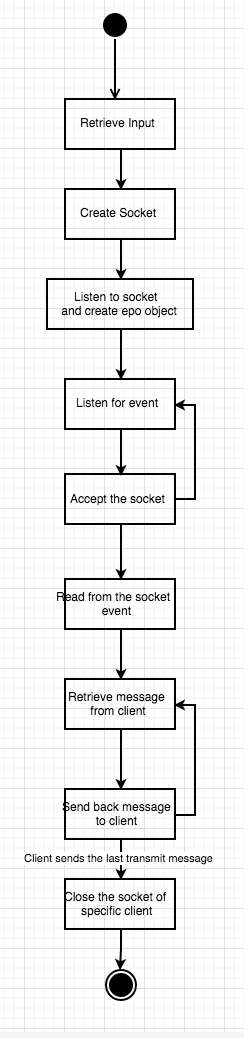 Retrieve Input
Create Socket
Listen to socket
and create epo object
Listen for event
Accept the socket
Read from the socket
event
Retrieve message
from client
Send back message
to client
Client sends the last transmit message
Close the socket of
specific client